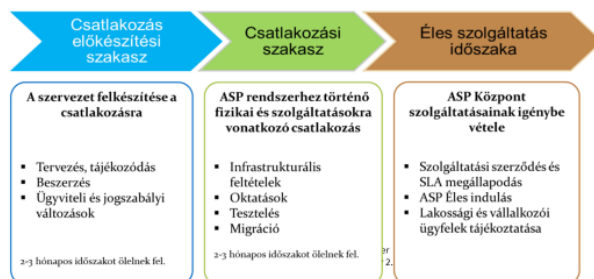 Csatlakozás
előkészítési
szakasz
Csatlakozási
szakasz
Éles szolgáltatás
időszaka
A szervezet felkészítése a
csatlakozásra
▪ Tervezés, tájékozódás
▪ Beszerzés
▪ Ügyviteli és jogszabályi
változások
2-3 hónapos időszakot ölelnek fel.
ASP rendszerhez történő
fizikai és szolgáltatásokra
vonatkozó csatlakozás
▪ Infrastrukturális
feltételek
▪ Oktatások
▪ Tesztelés
▪ Migráció
2-3 hónapos időszakot ölelnek fel.
ASP Központ
szolgáltatásainak igénybe
vétele
▪ Szolgáltatási szerződés és
SLA megállapodás
▪ ASP Éles indulás
▪ Lakossági és vállalkozói
ügyfelek tájékoztatása
er
2.